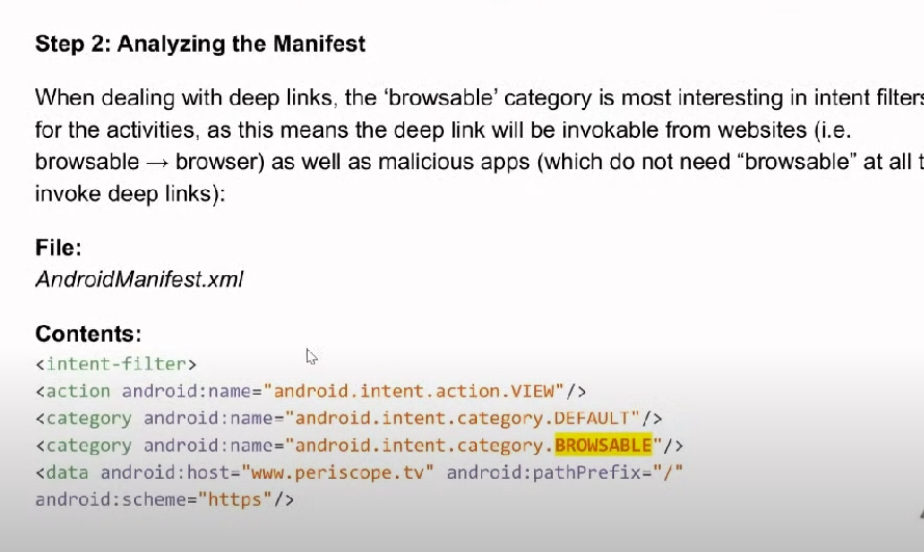 Step 2: Analyzing the Manifest
When dealing with deep links, the ‘browsable’ category is most interesting in intent filters
for the activities, as this means the deep link will be invokable from websites (i.e.
browsable → browser) as well as malicious apps (which do not need “browsable” at all t
invoke deep links):
File:
AndroidManifest.xml
Contents:
<intent-filter>
<action android:name="android.intent.action.VIEW"/>
<category android:name="android.intent.category.DEFAULT"/>
<category android:name="android.intent.category.BROWSABLE"/>
<data android:host="www.periscope.tv" android:pathPrefix="/"
android:scheme="https"/>